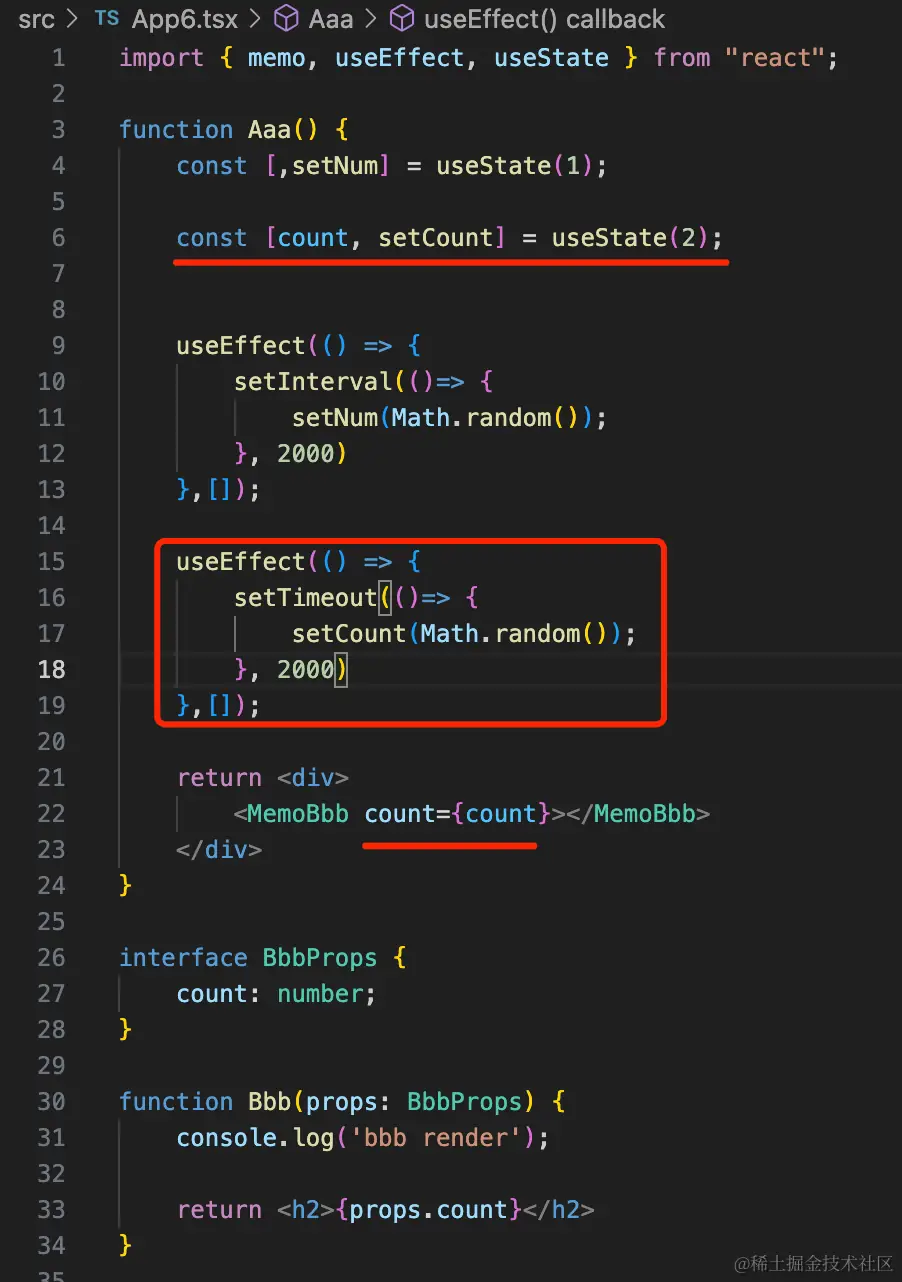 src > TS App6.tsx > Aaa > useEffect() callback
1 import { memo, useEffect, useState } from "react";
2
3 function Aaa() {
4     const [,setNum] = useState(1);
5
6     const [count, setCount] = useState(2);
7
8
9     useEffect(() => {
10         setInterval(()=> {
11             setNum(Math.random());
12         }, 2000)
13     },[]);
14
15     useEffect(() => {
16         setTimeout(()=> {
17             setCount(Math.random());
18         }, 2000)
19     },[]);
20
21     return <div>
22         <MemoBbb count={count}></MemoBbb>
23     </div>
24 }
25
26 interface BbbProps {
27     count: number;
28 }
29
30 function Bbb(props: BbbProps) {
31     console.log('bbb render');
32
33     return <h2>{props.count}</h2>
34 }
35
@稀土掘金技术社区